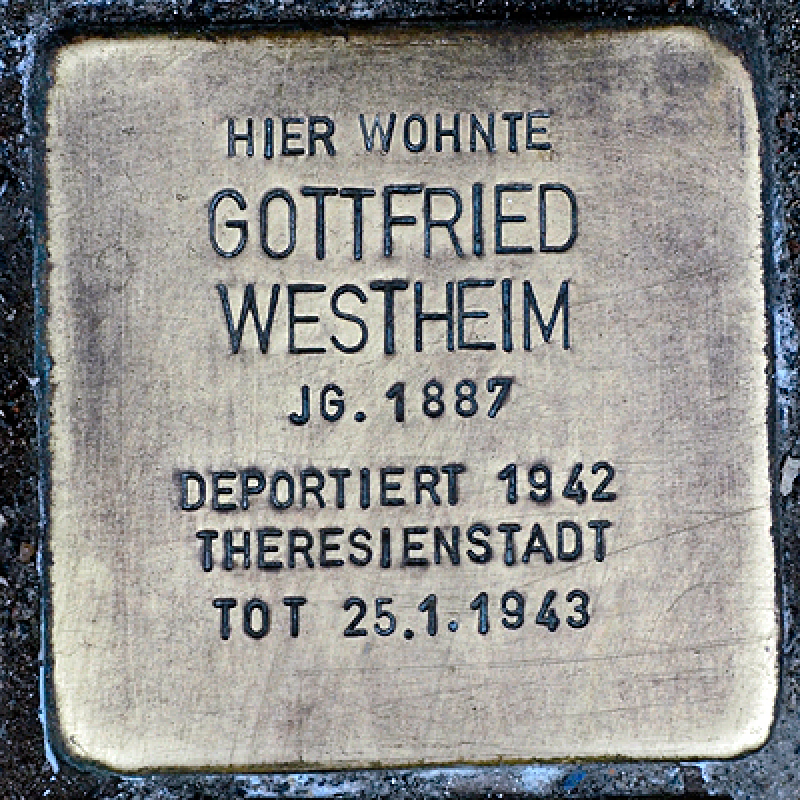 HIER WOHNTE
GOTTFRIED
WESTHEIM
JG. 1887
DEPORTIERT 1942
THERESIENSTADT
TOT 25.1.1943